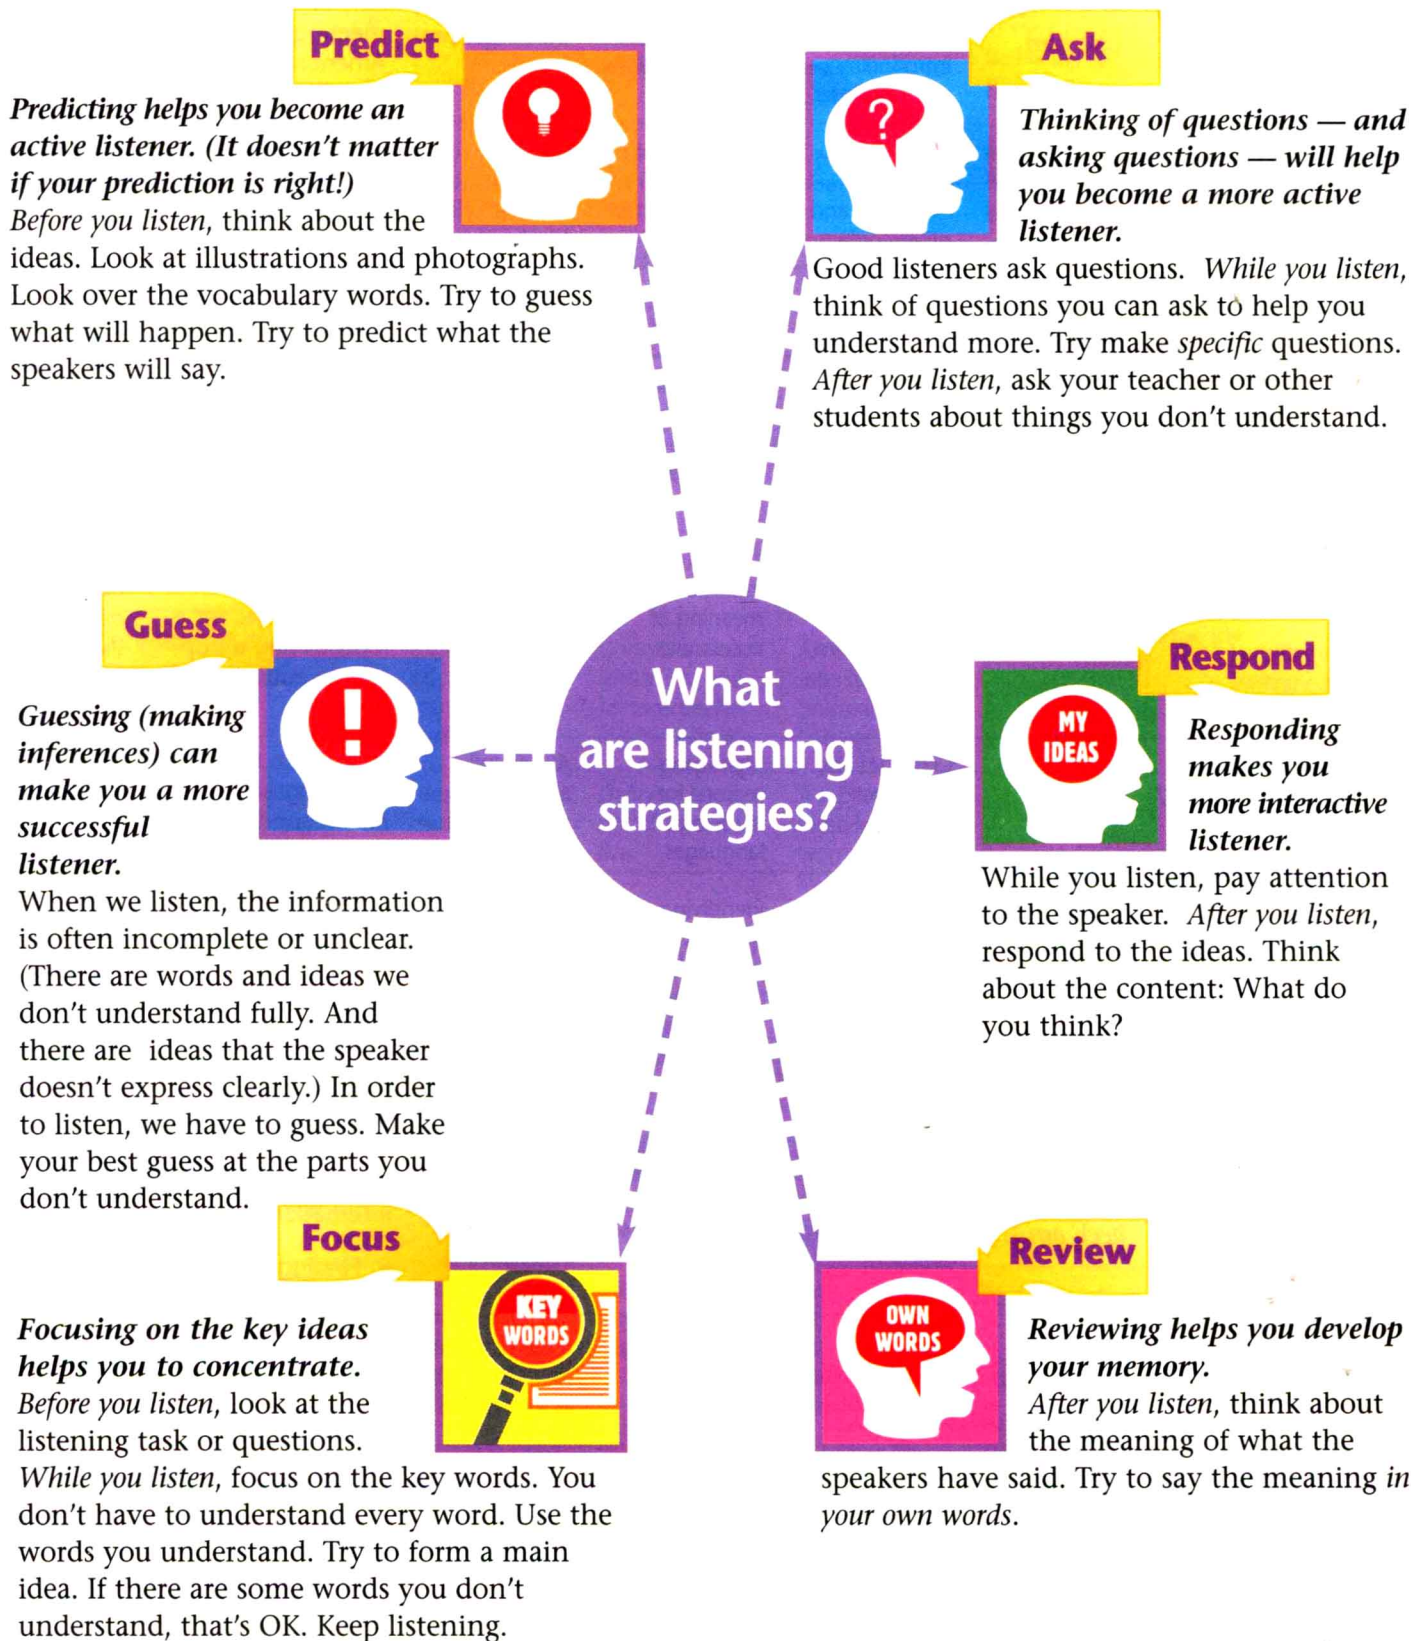 Predict
Predicting helps you become an
active listener. (It doesn't matter
if your prediction is right!)
Before you listen, think about the
ideas. Look at illustrations and photographs.
Look over the vocabulary words. Try to guess
what will happen. Try to predict what the
speakers will say.
Ask
?
Thinking of questions — and
asking questions — will help
you become a more active
listener.
Good listeners ask questions. While you listen,
think of questions you can ask to help you
understand more. Try make specific questions.
After you listen, ask your teacher or other
students about things you don't understand.
What
are listening
strategies?
Guess
!
Guessing (making
inferences) can
make you a more
successful
listener.
When we listen, the information
is often incomplete or unclear.
(There are words and ideas we
don't understand fully. And
there are ideas that the speaker
doesn't express clearly.) In order
to listen, we have to guess. Make
your best guess at the parts you
don't understand.
Respond
MY
IDEAS
Responding
makes you
more interactive
listener.
While you listen, pay attention
to the speaker. After you listen,
respond to the ideas. Think
about the content: What do
you think?
Focus
KEY
WORDS
Focusing on the key ideas
helps you to concentrate.
Before you listen, look at the
listening task or questions.
While you listen, focus on the key words. You
don't have to understand every word. Use the
words you understand. Try to form a main
idea. If there are some words you don't
understand, that's OK. Keep listening.
Review
OWN
WORDS
Reviewing helps you develop
your memory.
After you listen, think about
the meaning of what the
speakers have said. Try to say the meaning in
your own words.